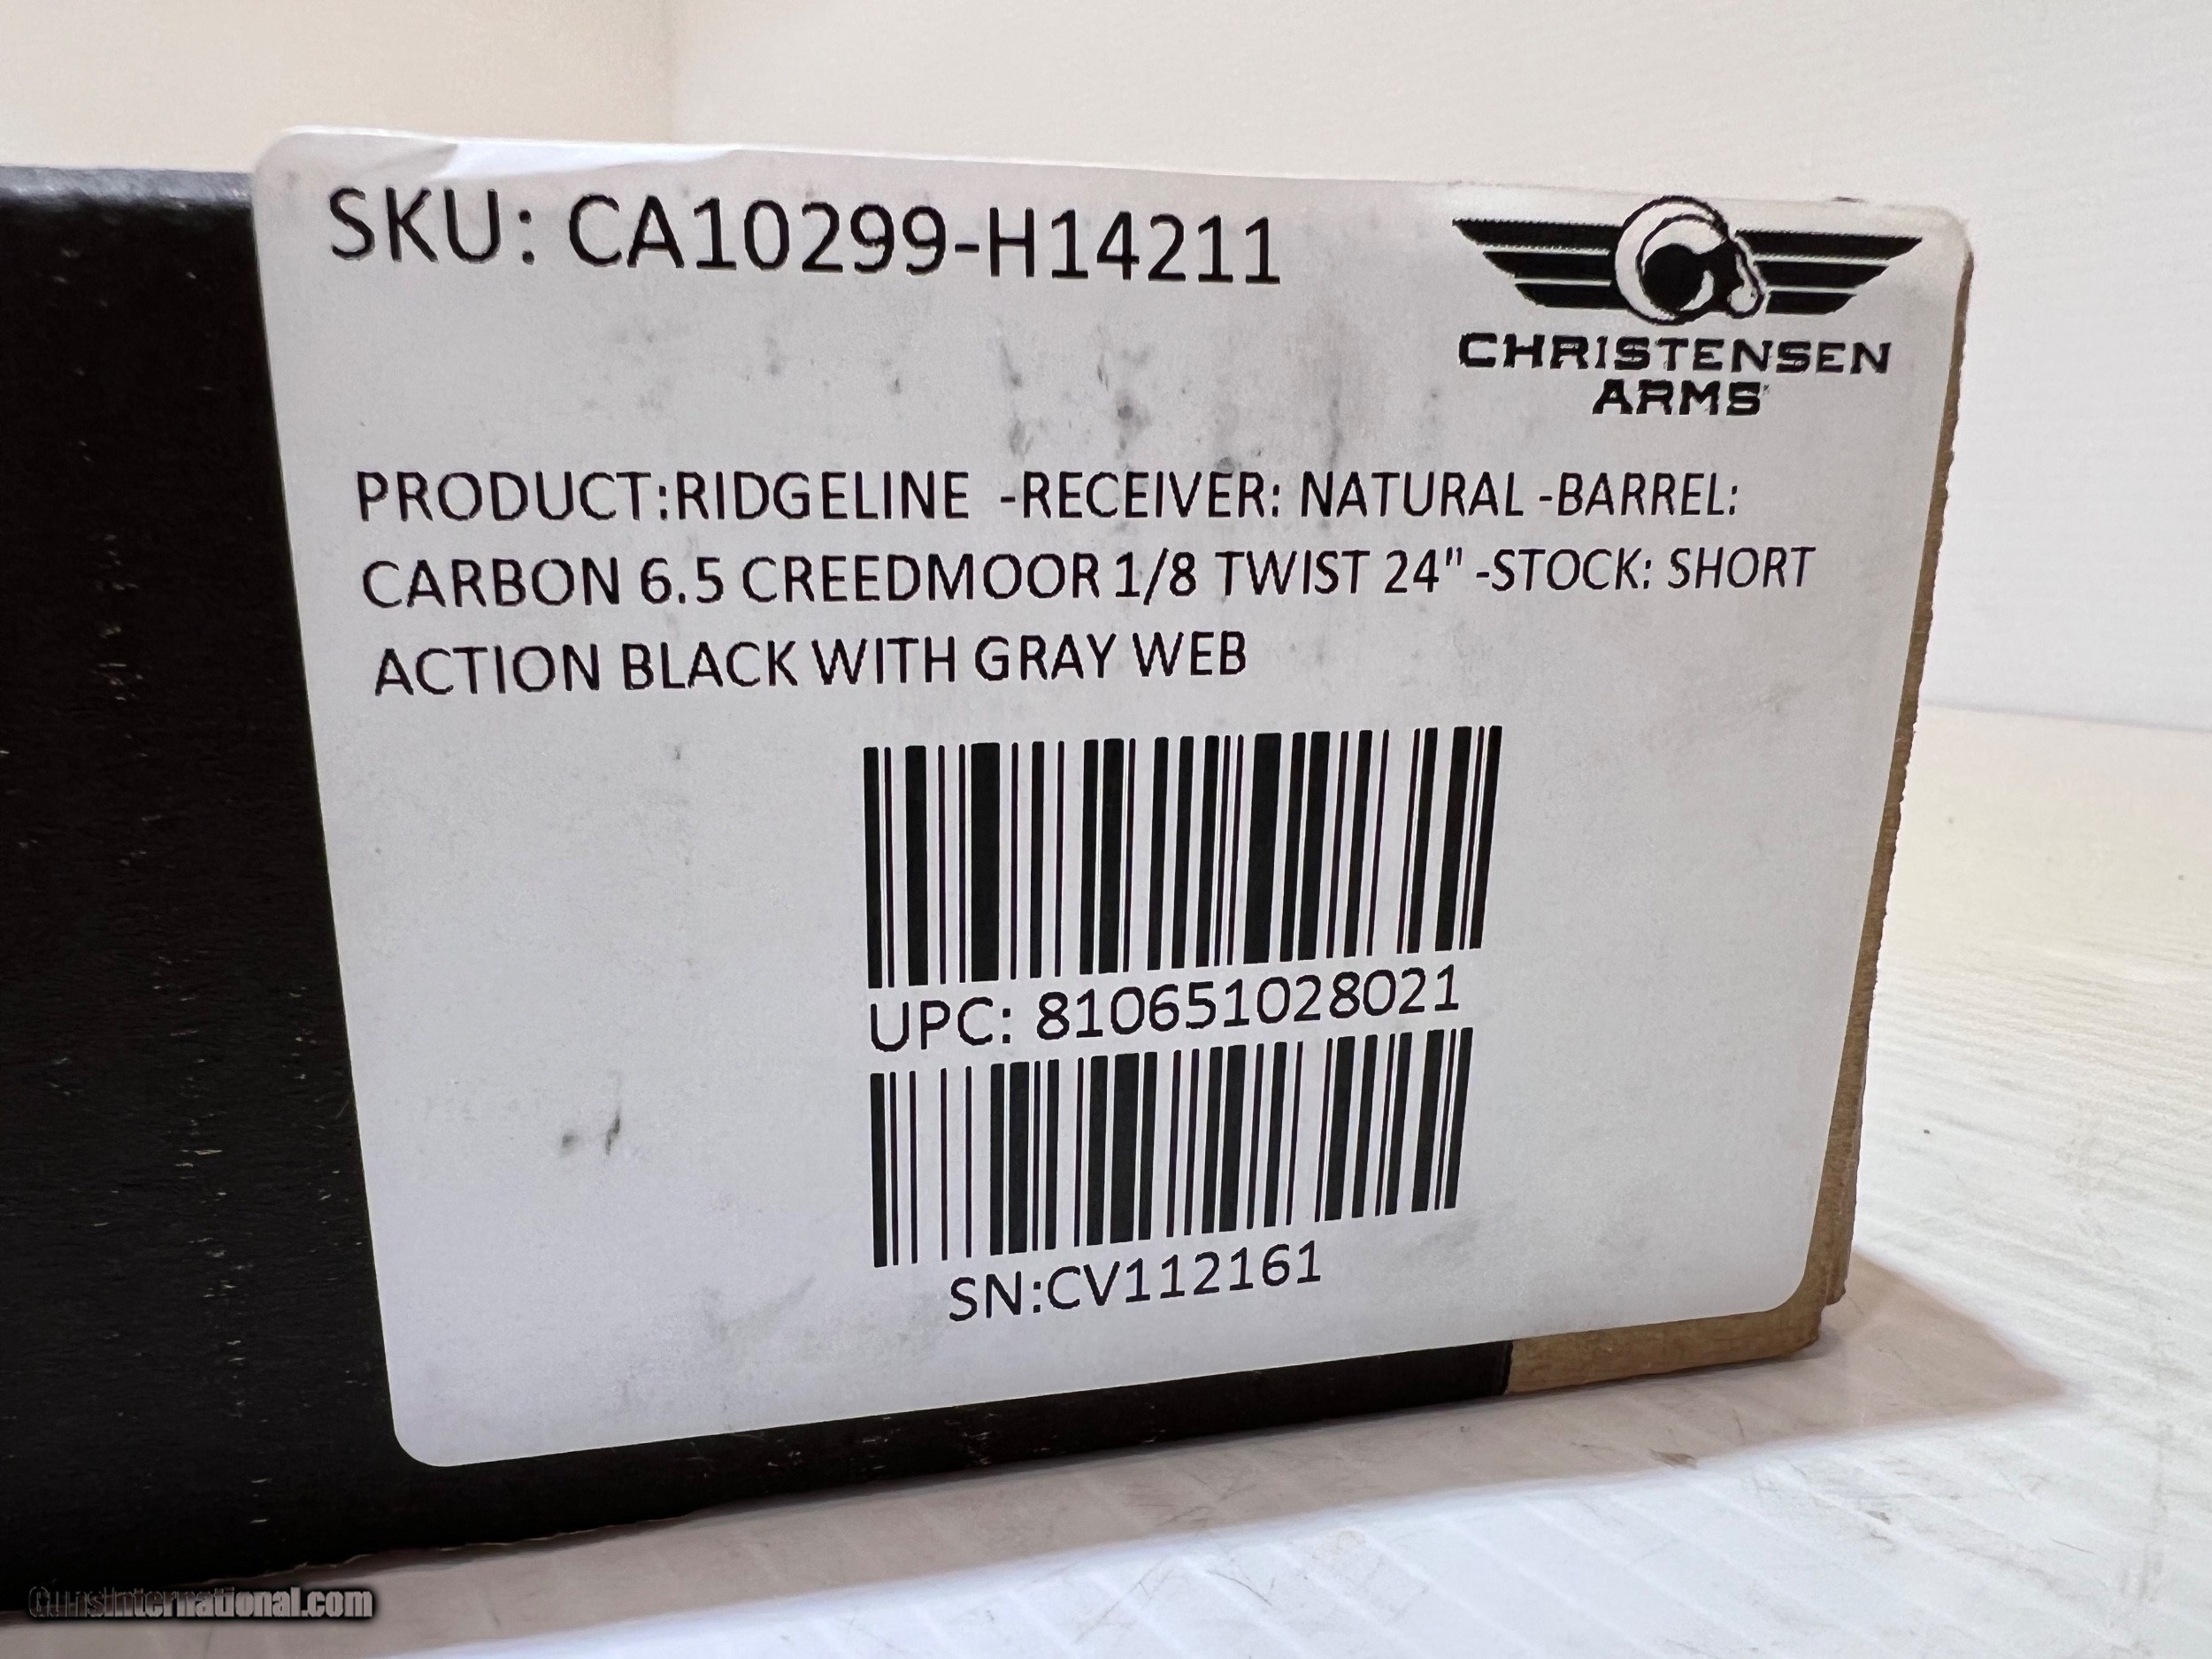 SKU: CA10299-H14211
CHRISTENSEN
ARMS
PRODUCT:RIDGELINE -RECEIVER: NATURAL -BARREL:
CARBON 6.5 CREEDMOOR 1/8 TWIST 24" -STOCK: SHORT
ACTION BLACK WITH GRAY WEB
UPC: 810651028021
SN:CV112161
GunsInternational.com